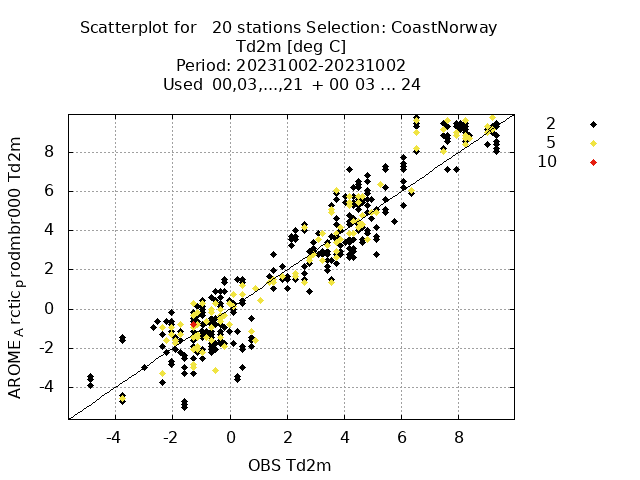 Scatterplot for 20 stations Selection: CoastNorway
Td2m [deg C]
Period: 20231002-20231002
Used 00,03,...,21 + 00 03 ... 24
2
5
10
8
6
4
2
0
-2
-4
AROME_Arctic_prodmbr000 Td2m
-4 -2 0 2 4 6 8
OBS Td2m